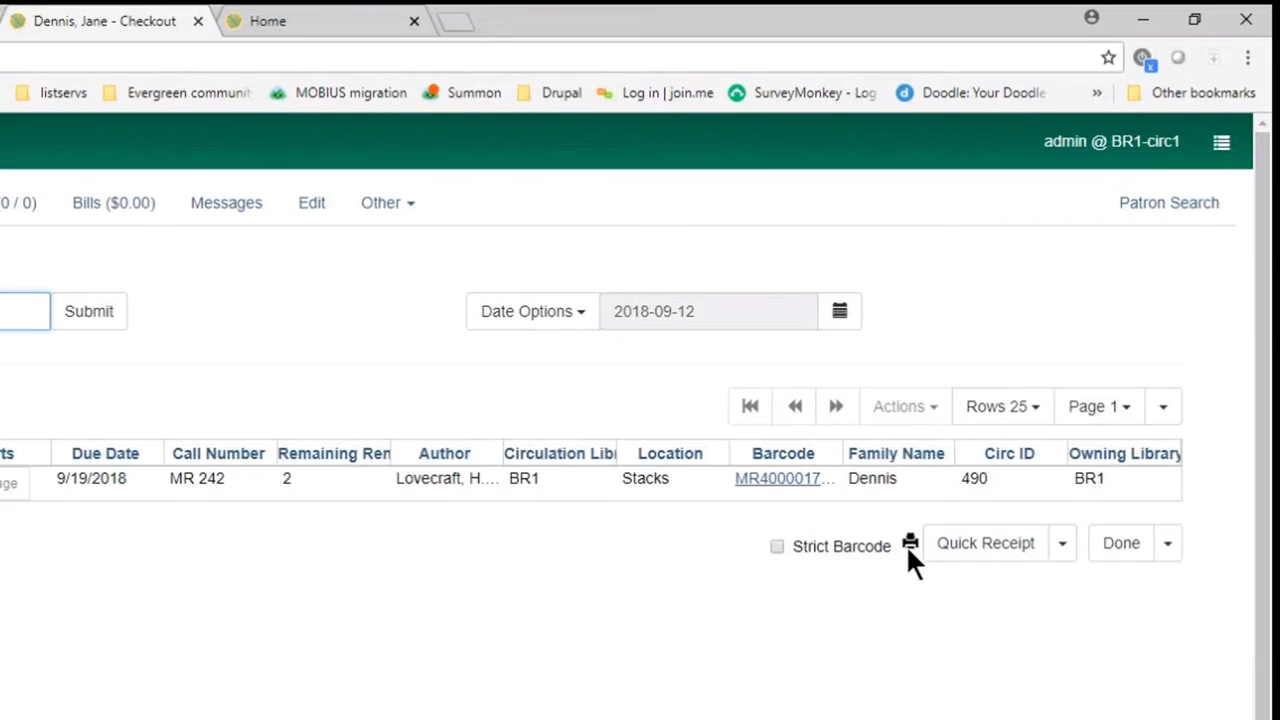 Dennis, Jane - Checkout Home
listservs Evergreen communit MOBIUS migration Summon Drupal Log in | join.me SurveyMonkey - Log Doodle: Your Doodle » Other bookmarks
admin @ BR1-circ1
(0 / 0) Bills ($0.00) Messages Edit Other Patron Search
Submit Date Options 2018-09-12
Actions Rows 25 Page 1
rts Due Date Call Number Remaining Ren Author Circulation Libr Location Barcode Family Name Circ ID Owning Library
ge 9/19/2018 MR 242 2 Lovecraft, H.... BR1 Stacks MR4000017... Dennis 490 BR1
Strict Barcode Quick Receipt Done